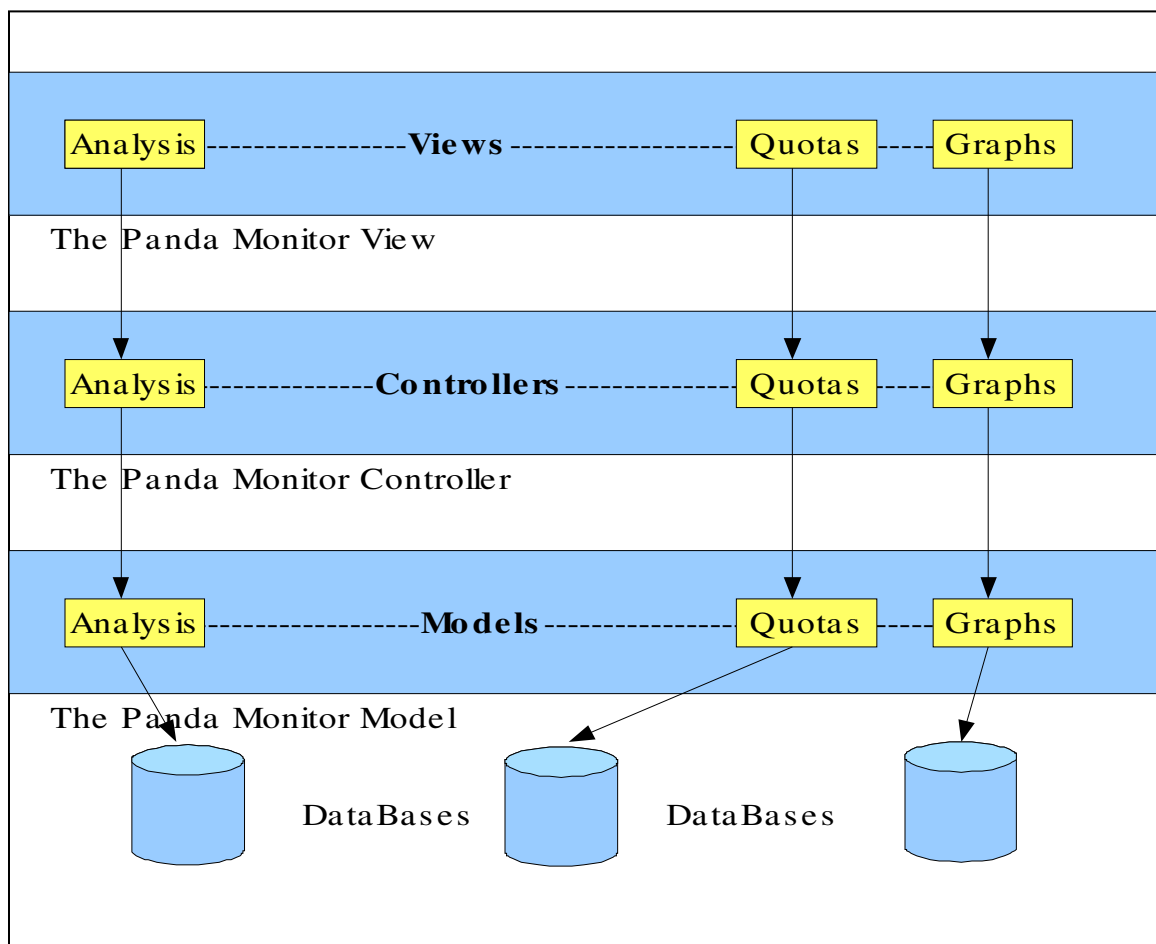 Analysis Views Quotas Graphs
The Panda Monitor View
Analysis Controllers Quotas Graphs
The Panda Monitor Controller
Analysis Models Quotas Graphs
The Panda Monitor Model
DataBases DataBases